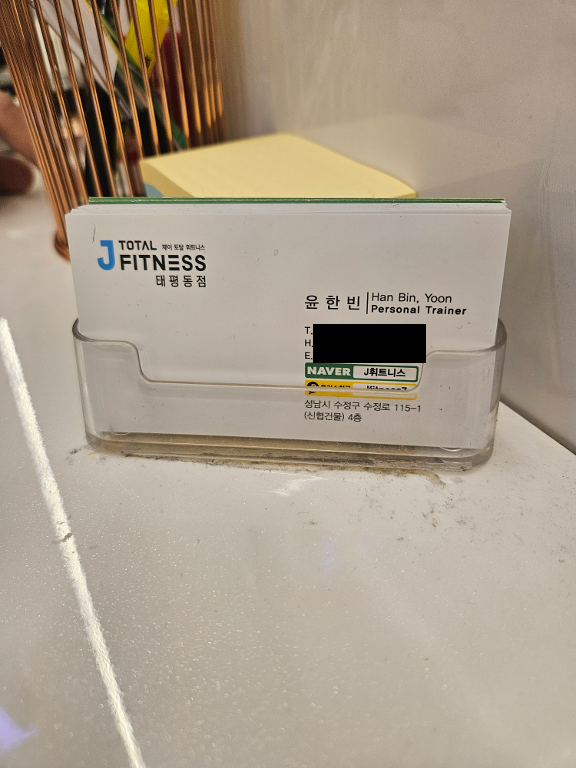 J TOTAL 제이 토탈 휘트니스
FITNESS
태평동점
윤한빈 Han Bin, Yoon
Personal Trainer
T.
H.
E.
NAVER J휘트니스
성남시 수정구 수정로 115-1
(신협건물) 4층